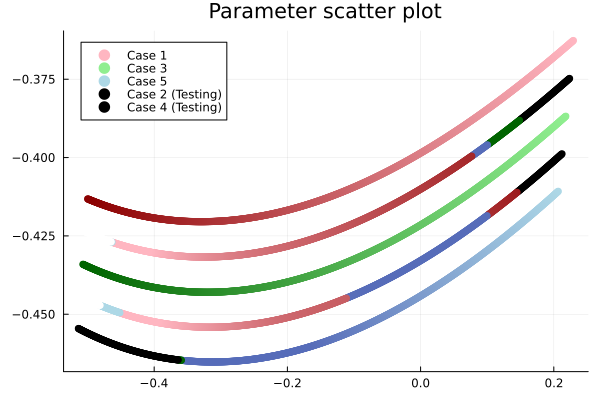 Parameter scatter plot
Case 1
Case 3
Case 5
Case 2 (Testing)
Case 4 (Testing)
−0.375
−0.400
−0.425
−0.450
−0.4
−0.2
0.0
0.2